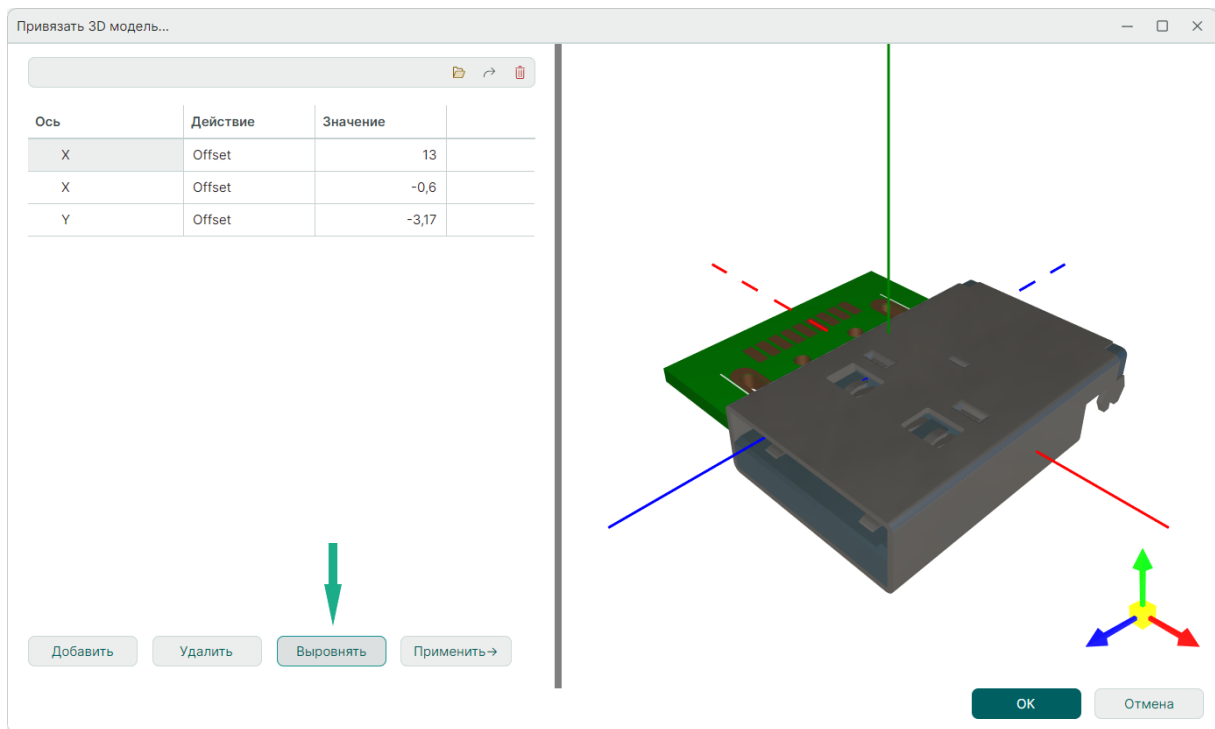 Привязать 3D модель...
Ось Действие Значение
X Offset 13
X Offset -0,6
Y Offset -3,17
Добавить Удалить Выровнять Применить→
OK Отмена